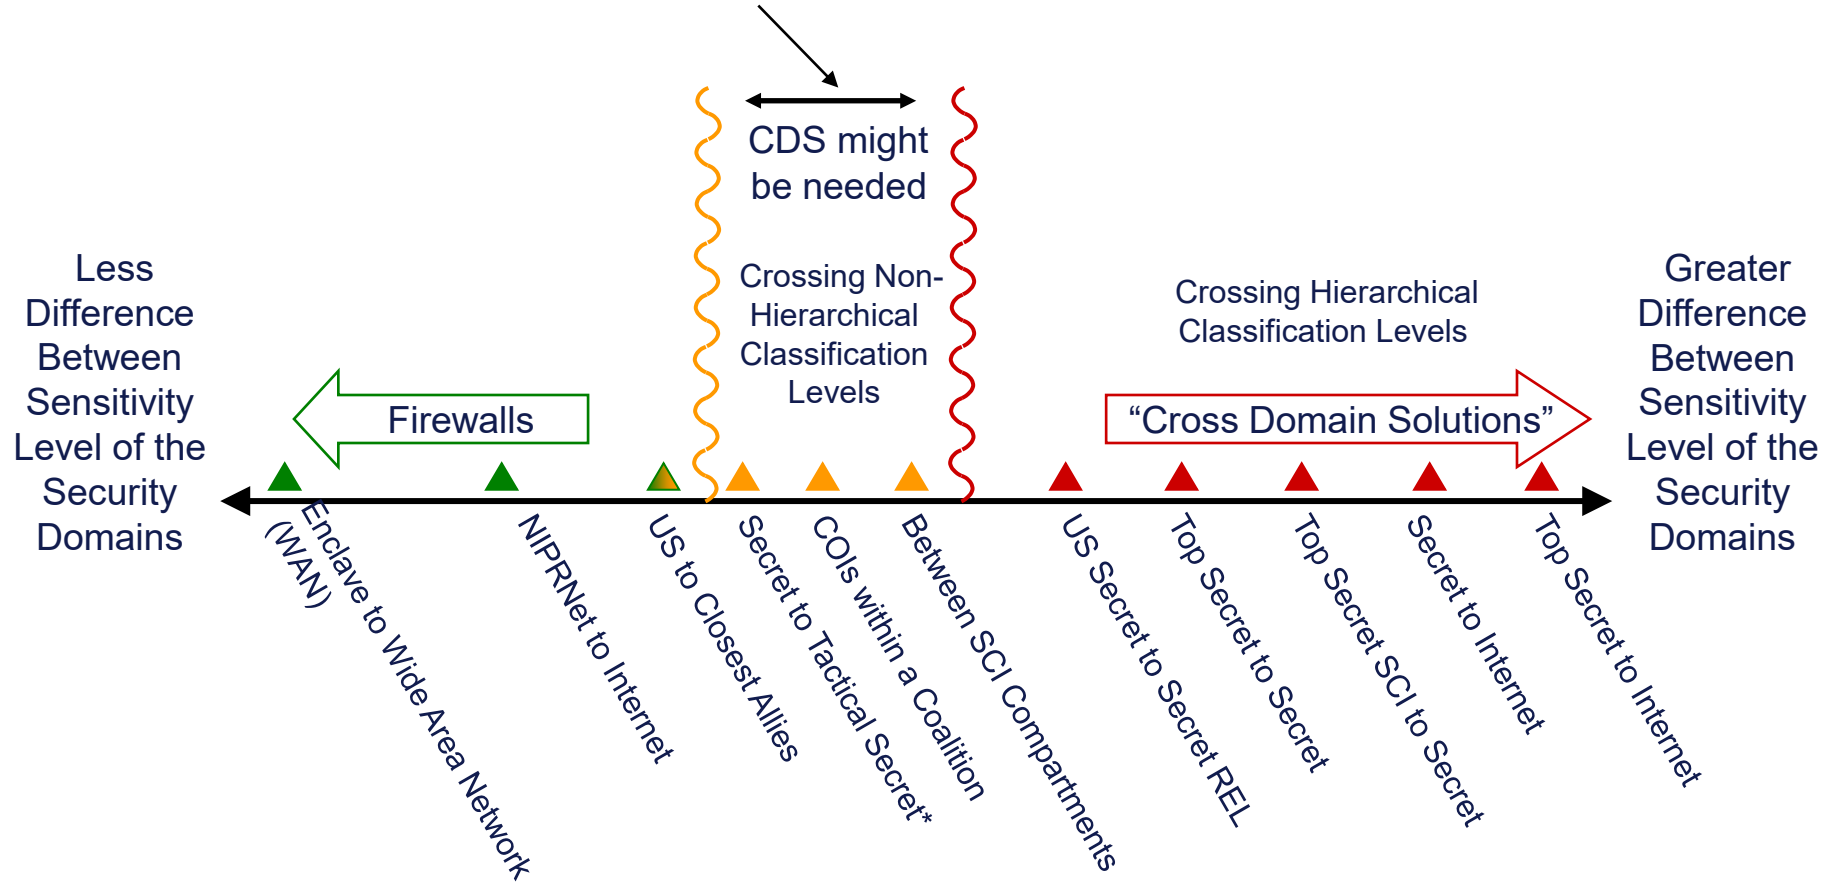 CDS might
be needed
Less
Difference
Between
Sensitivity
Level of the
Security
Domains
Crossing Non-
Hierarchical
Classification
Levels
Crossing Hierarchical
Classification Levels
Greater
Difference
Between
Sensitivity
Level of the
Security
Domains
Firewalls
“Cross Domain Solutions”
Enclave to Wide Area Network
(WAN)
NIPRNet to Internet
US to Closest Allies
Secret to Tactical Secret*
COIs within a Coalition
Between SCI Compartments
US Secret to Secret REL
Top Secret to Secret
Top Secret SCI to Secret
Secret to Internet
Top Secret to Internet